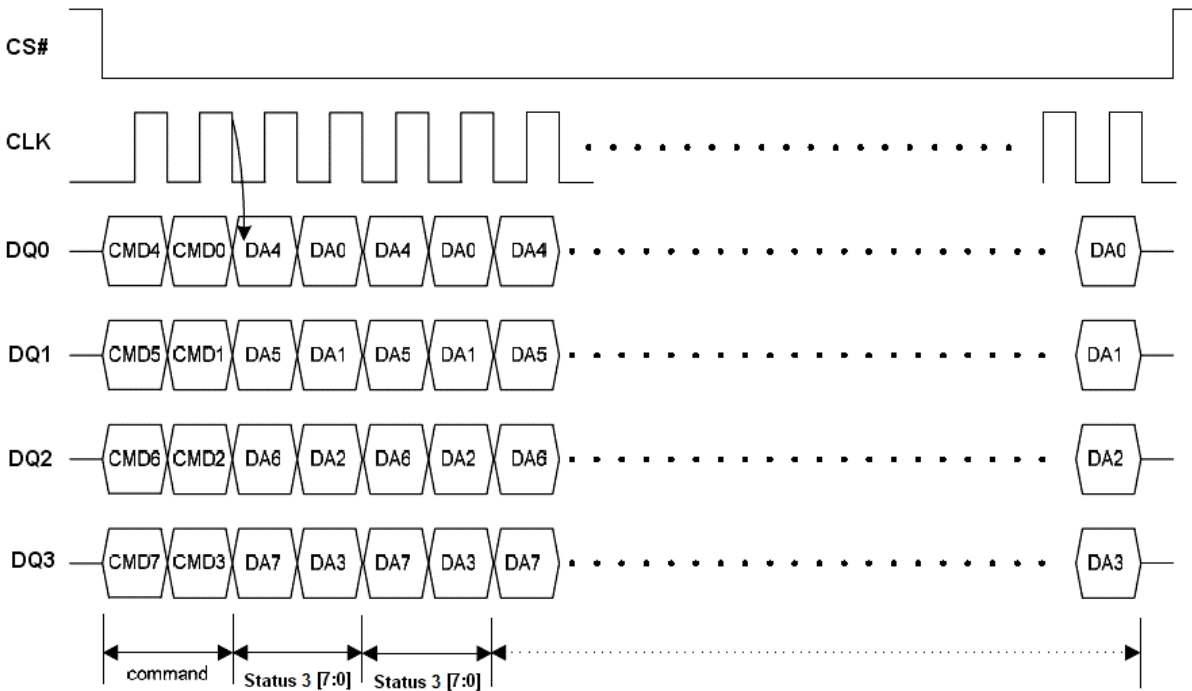 CS#
CLK
DQ0 CMD4 CMD0 DA4 DA0 DA4 DA0 DA4 DA0
DQ1 CMD5 CMD1 DA5 DA1 DA5 DA1 DA5 DA1
DQ2 CMD6 CMD2 DA6 DA2 DA6 DA2 DA6 DA2
DQ3 CMD7 CMD3 DA7 DA3 DA7 DA3 DA7 DA3
command Status 3 [7:0] Status 3 [7:0]